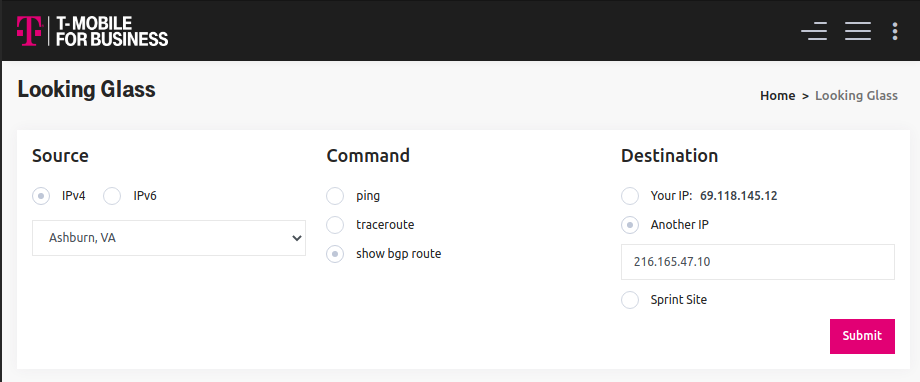 T-MOBILE
FOR BUSINESS
Looking Glass
Home > Looking Glass
Source
IPv4 IPv6
Ashburn, VA
Command
ping
traceroute
show bgp route
Destination
Your IP: 69.118.145.12
Another IP
216.165.47.10
Sprint Site
Submit